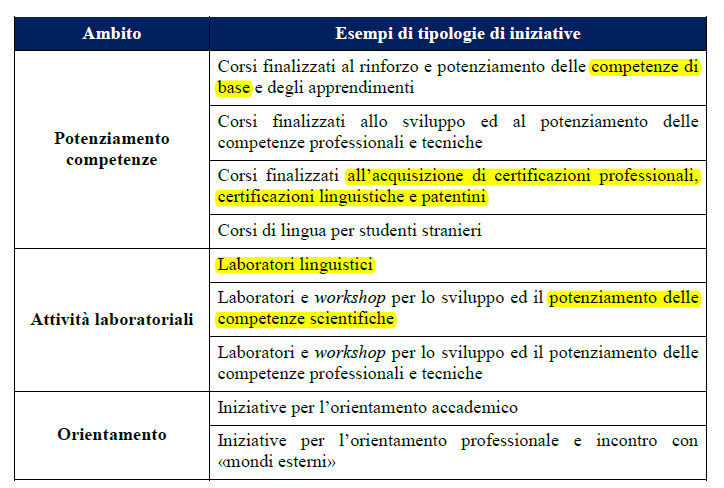 Ambito
Esempi di tipologie di iniziative
Potenziamento
competenze
Corsi finalizzati al rinforzo e potenziamento delle competenze di
base e degli apprendimenti
Corsi finalizzati allo sviluppo ed al potenziamento delle
competenze professionali e tecniche
Corsi finalizzati all’acquisizione di certificazioni professionali,
certificazioni linguistiche e patentini
Corsi di lingua per studenti stranieri
Attività laboratoriali
Laboratori linguistici
Laboratori e workshop per lo sviluppo ed il potenziamento delle
competenze scientifiche
Laboratori e workshop per lo sviluppo ed il potenziamento delle
competenze professionali e tecniche
Orientamento
Iniziative per l’orientamento accademico
Iniziative per l’orientamento professionale e incontro con
«mondi esterni»